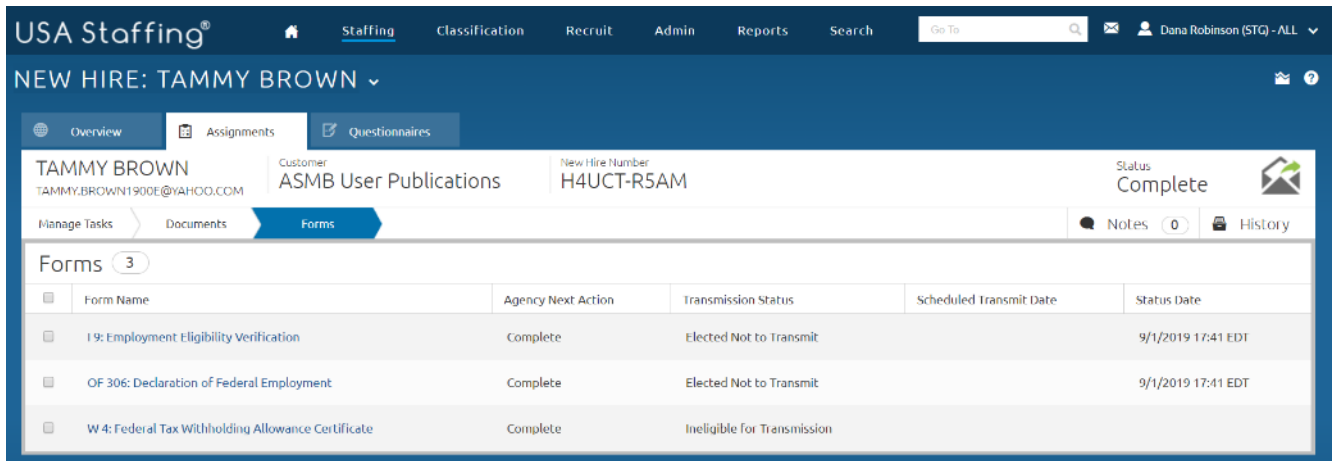 USA Staffing® Staffing Classification Recruit Admin Reports Search Go To Dana Robinson (STG) - ALL
NEW HIRE: TAMMY BROWN
Overview Assignments Questionnaires
TAMMY BROWN Customer New Hire Number Status
TAMMY.BROWN1900E@YAHOO.COM ASMB User Publications H4UCT-R5AM Complete
Manage Tasks Documents Forms Notes 0 History
Forms 3
Form Name Agency Next Action Transmission Status Scheduled Transmit Date Status Date
I 9: Employment Eligibility Verification Complete Elected Not to Transmit 9/1/2019 17:41 EDT
OF 306: Declaration of Federal Employment Complete Elected Not to Transmit 9/1/2019 17:41 EDT
W 4: Federal Tax Withholding Allowance Certificate Complete Ineligible for Transmission